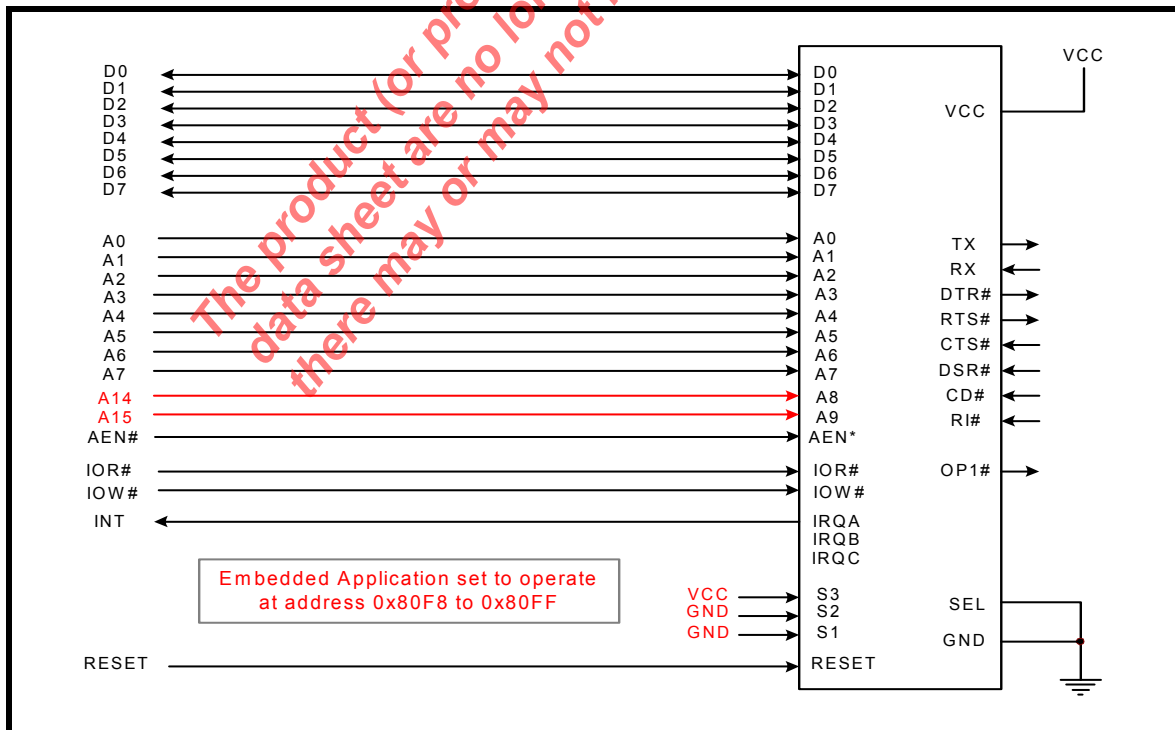 The product (or pro
data sheet are no lo
there may or may not
D0 D0
D1 D1
D2 D2
D3 D3
D4 D4
D5 D5
D6 D6
D7 D7
VCC
VCC
A0 A0
A1 A1
A2 A2
A3 A3
A4 A4
A5 A5
A6 A6
A7 A7
A14 A8
A15 A9
AEN# AEN*
IOR# IOR#
IOW# IOW#
INT IRQA
IRQB
IRQC
TX
RX
DTR#
RTS#
CTS#
DSR#
CD#
RI#
OP1#
Embedded Application set to operate
at address 0x80F8 to 0x80FF
VCC S3
GND S2
GND S1
SEL
GND
RESET RESET